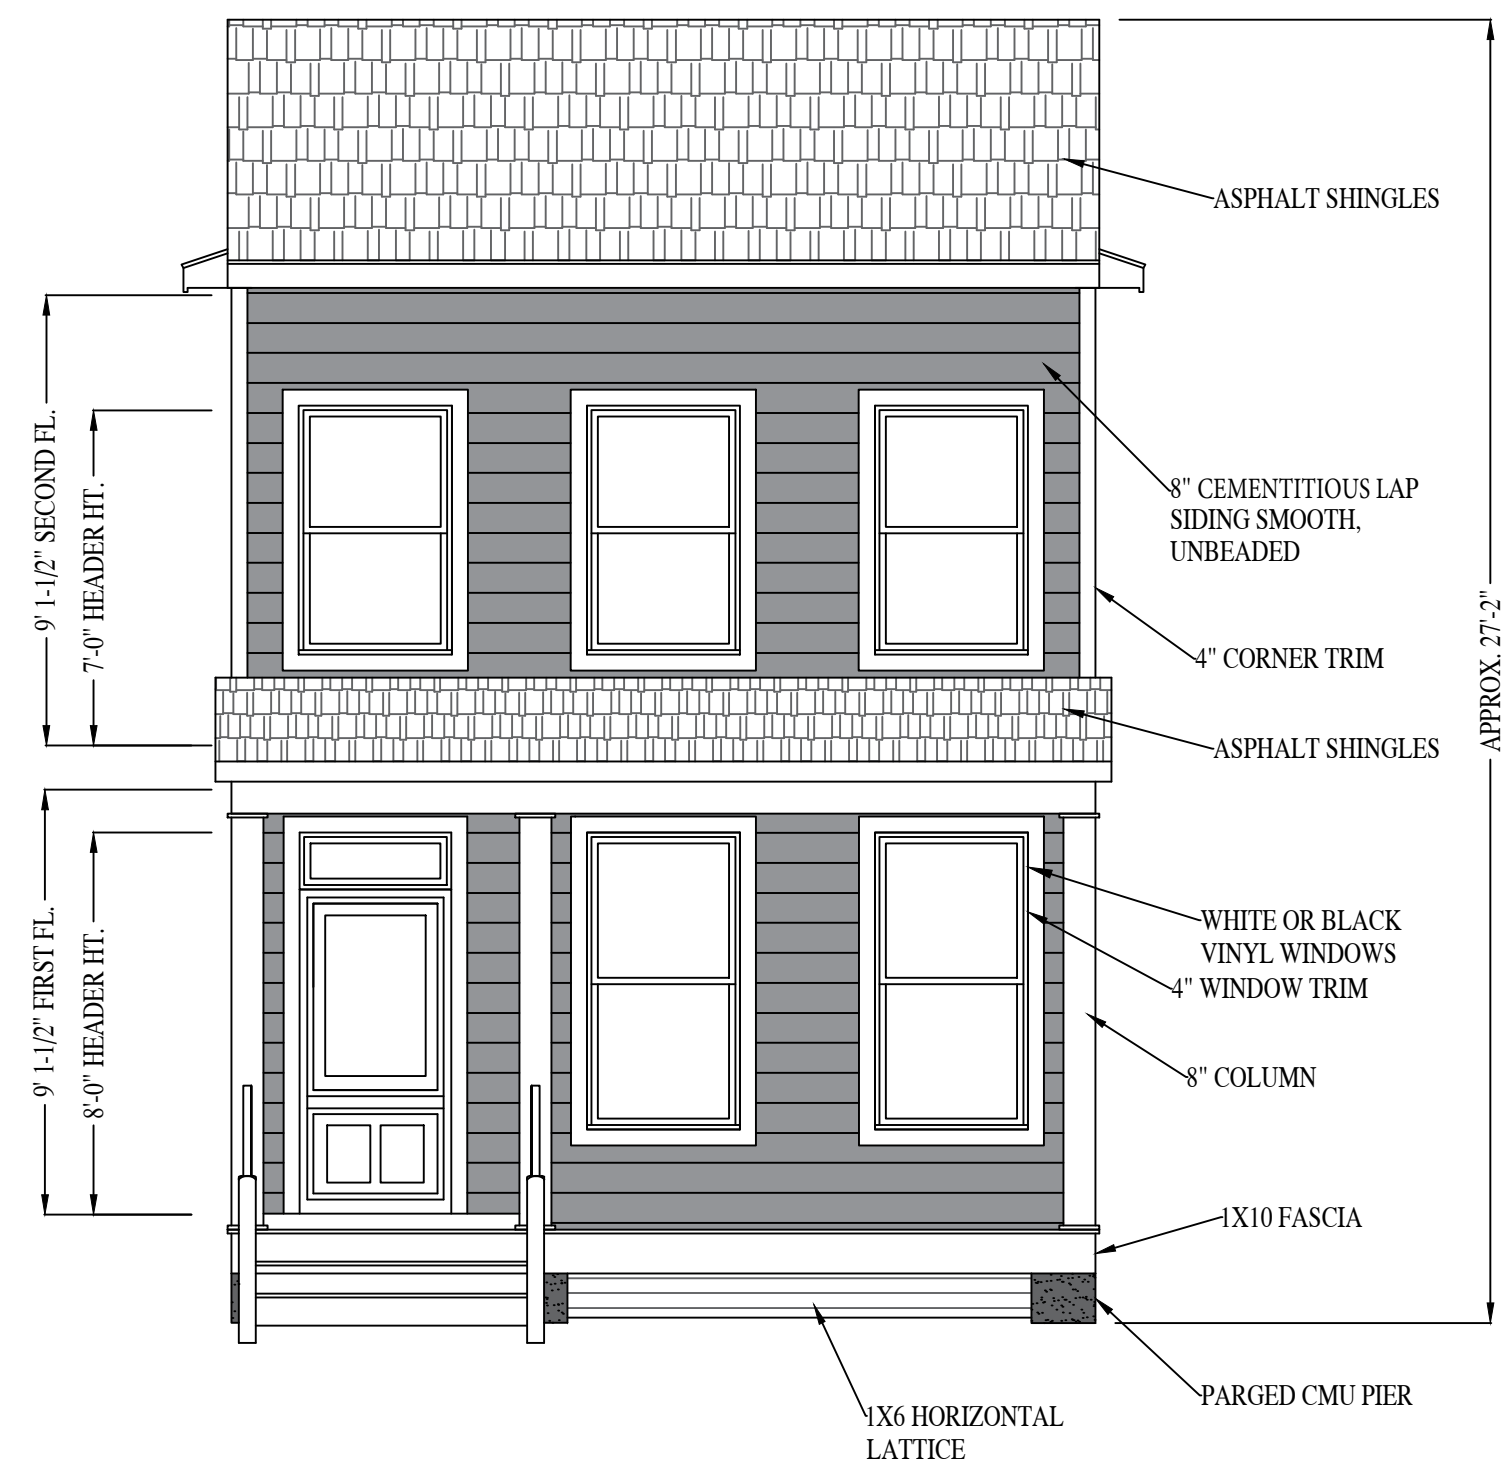 ASPHALT SHINGLES
8" CEMENTITIOUS LAP
SIDING SMOOTH,
UNBEADED
4" CORNER TRIM
ASPHALT SHINGLES
WHITE OR BLACK
VINYL WINDOWS
4" WINDOW TRIM
8" COLUMN
1X10 FASCIA
PARGED CMU PIER
1X6 HORIZONTAL
LATTICE
9' 1-1/2" SECOND FL.
7'-0" HEADER HT.
9' 1-1/2" FIRST FL.
8'-0" HEADER HT.
APPROX. 27'-2"